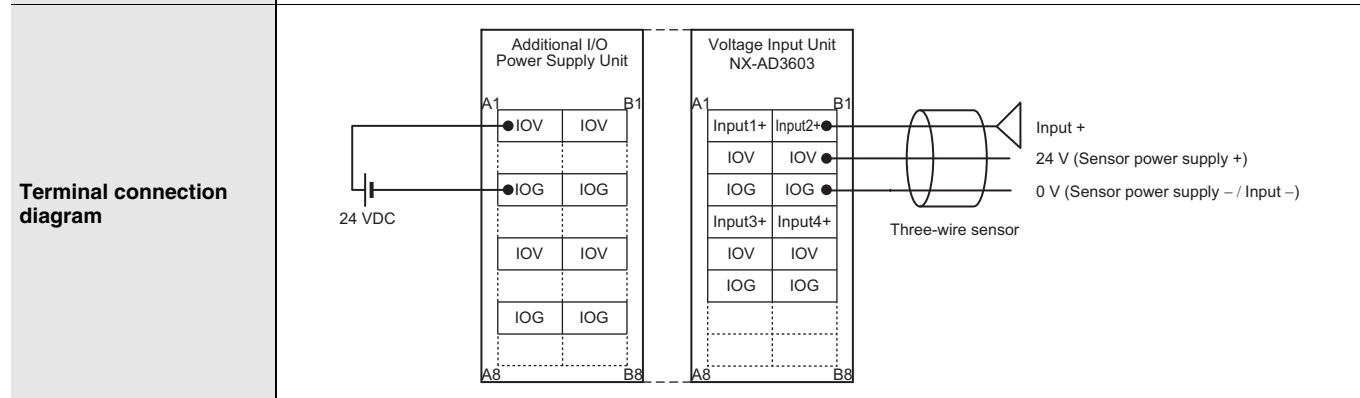 Terminal connection
diagram
Additional I/O
Power Supply Unit
A1 B1
IOV IOV
IOG IOG
IOV IOV
IOG IOG
A8 B8
24 VDC
Voltage Input Unit
NX-AD3603
A1 B1
Input1+ Input2+
IOV IOV
IOG IOG
Input3+ Input4+
IOV IOV
IOG IOG
A8 B8
Input +
24 V (Sensor power supply +)
0 V (Sensor power supply – / Input –)
Three-wire sensor